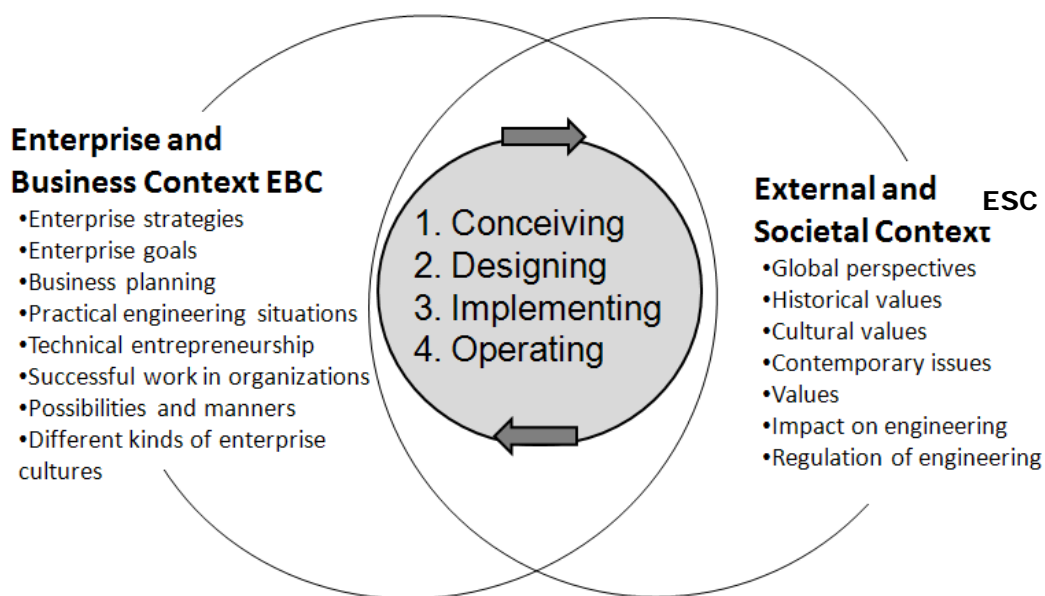 Enterprise and
Business Context EBC
•Enterprise strategies
•Enterprise goals
•Business planning
•Practical engineering situations
•Technical entrepreneurship
•Successful work in organizations
•Possibilities and manners
•Different kinds of enterprise
cultures
1. Conceiving
2. Designing
3. Implementing
4. Operating
External and
Societal Context
ESC
•Global perspectives
•Historical values
•Cultural values
•Contemporary issues
•Values
•Impact on engineering
•Regulation of engineering